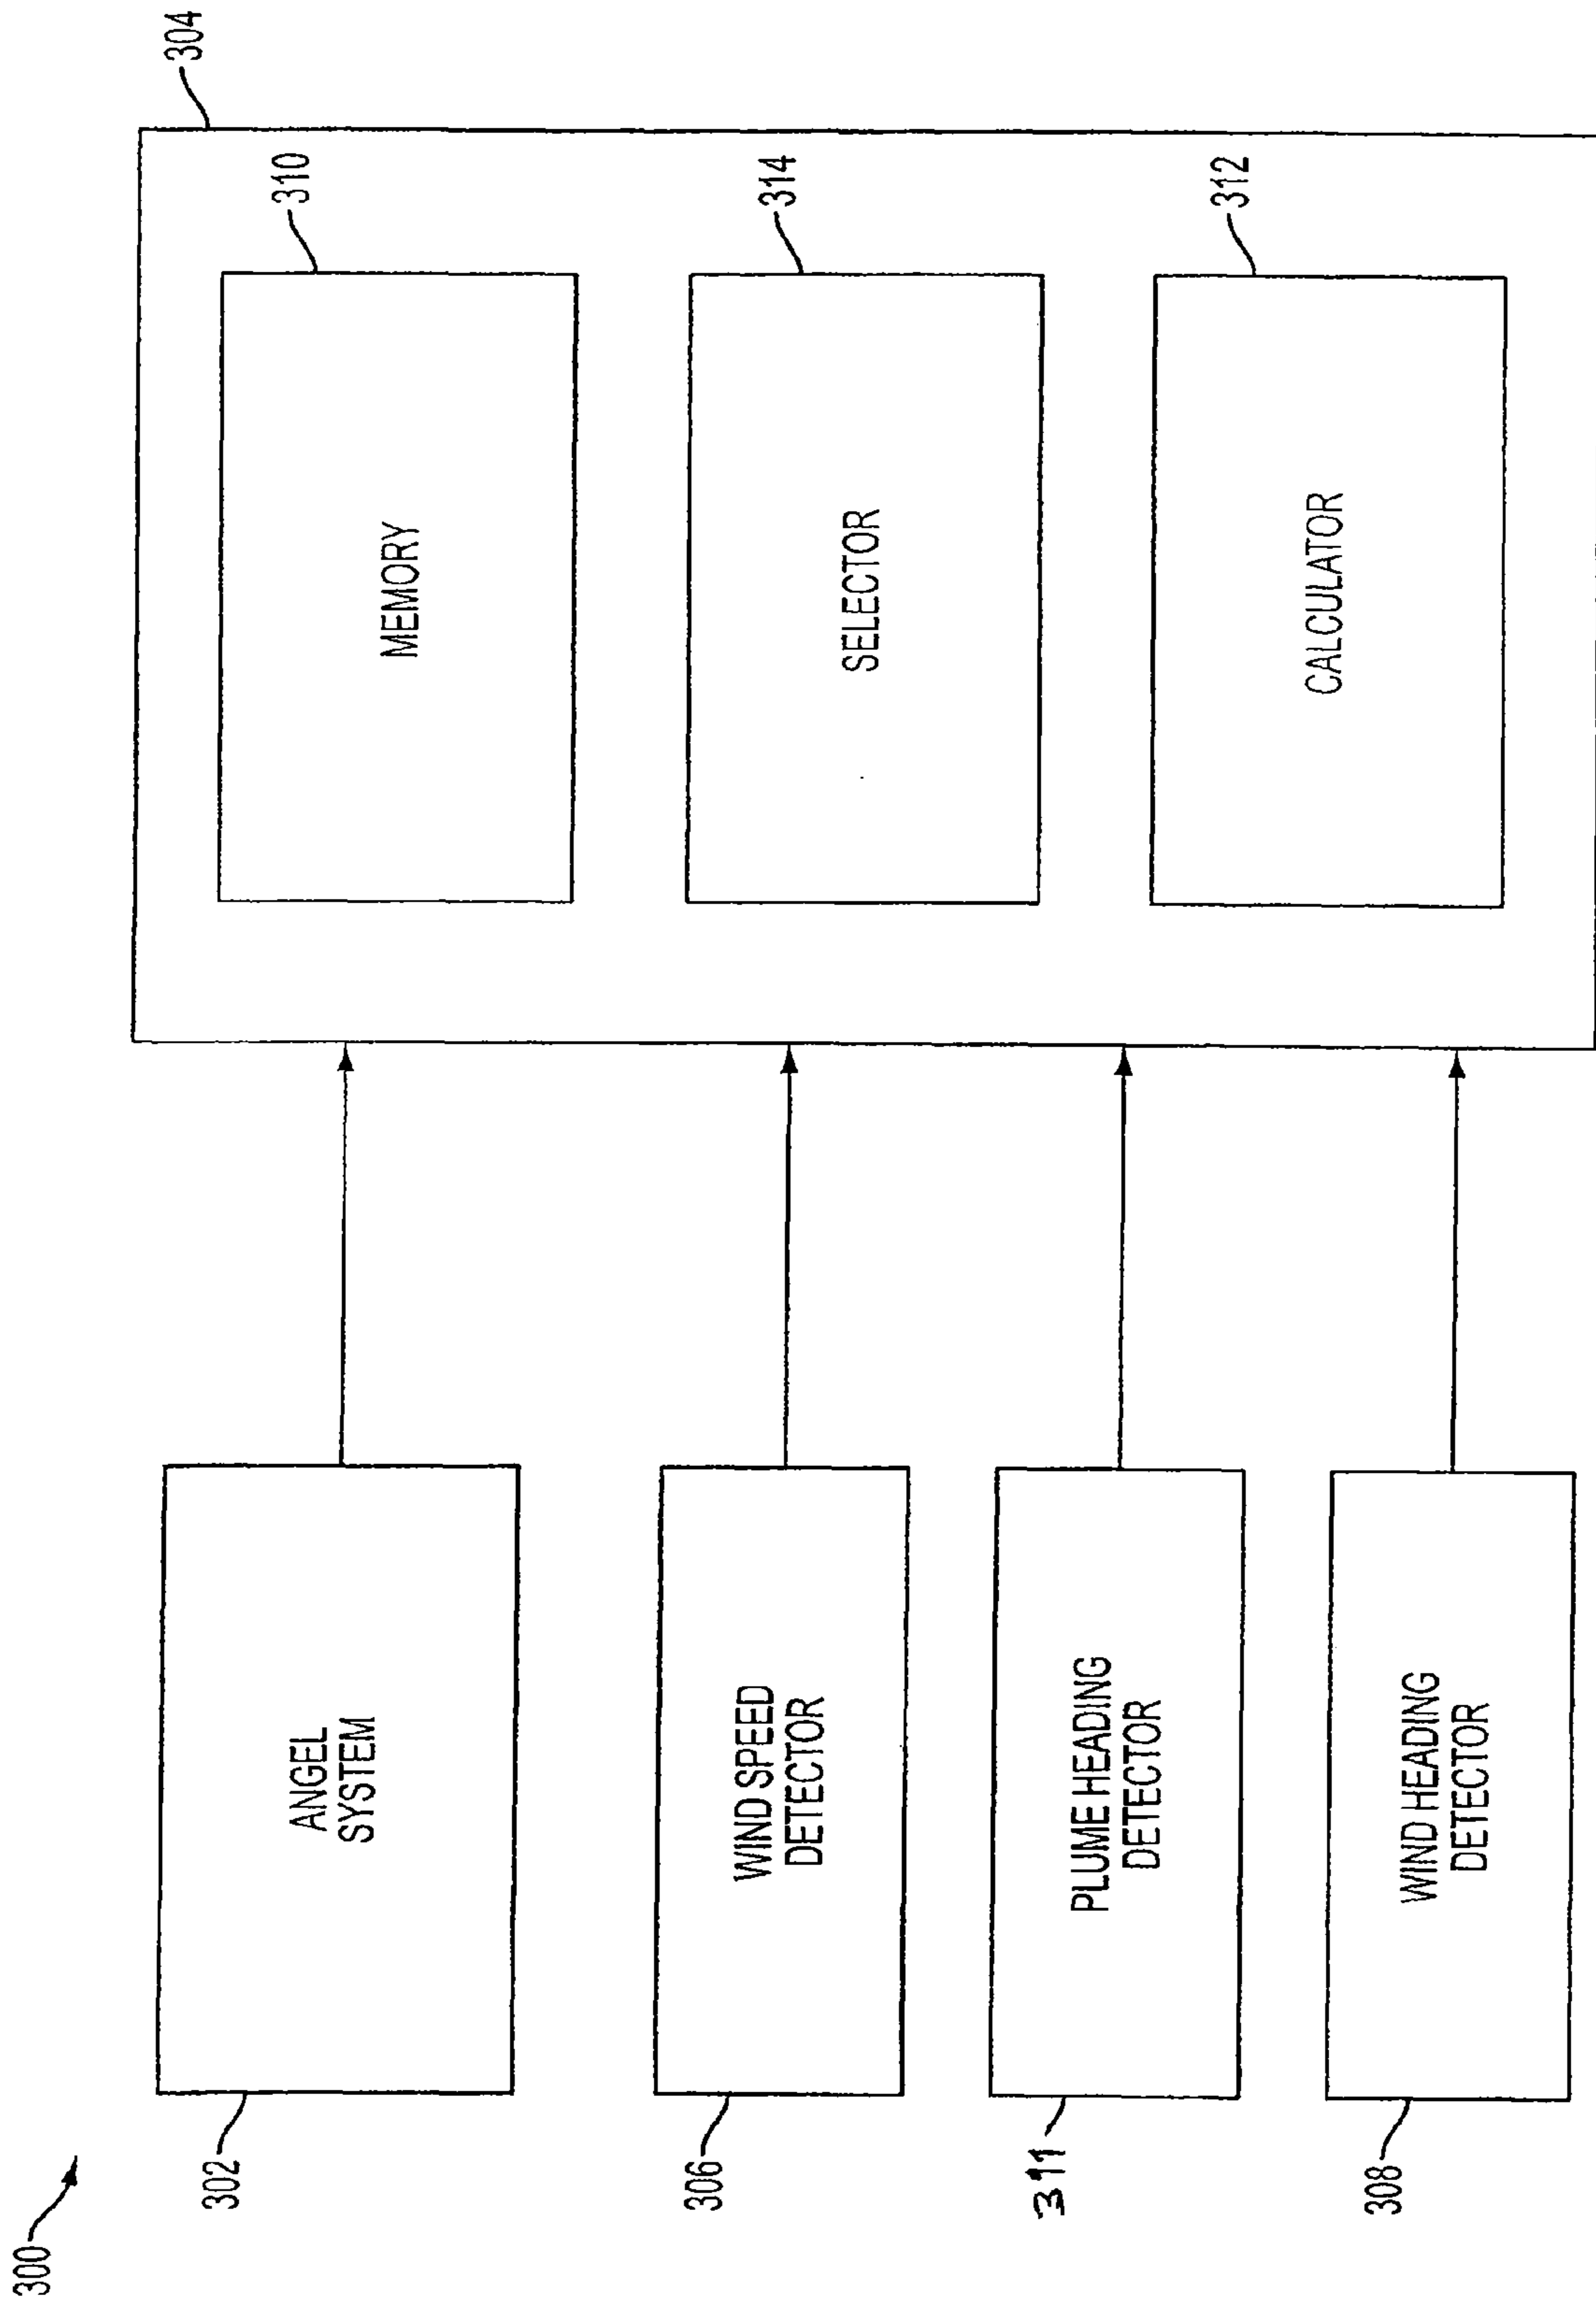 300
302
ANGEL
SYSTEM
306
WIND SPEED
DETECTOR
311
PLUME HEADING
DETECTOR
308
WIND HEADING
DETECTOR
304
310
MEMORY
314
SELECTOR
312
CALCULATOR